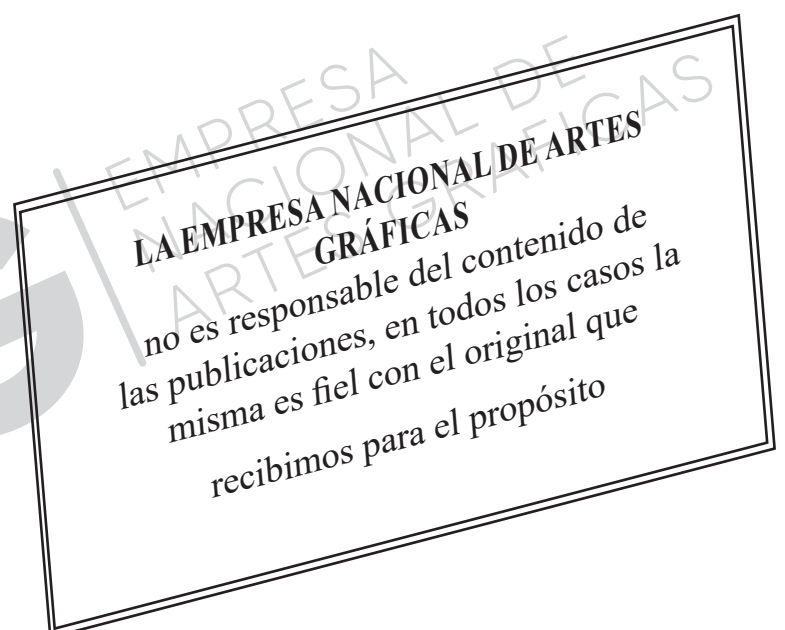 EMPRESA
NACIONAL DE
ARTES GRAFICAS
LA EMPRESA NACIONAL DE ARTES
GRÁFICAS
no es responsable del contenido de
las publicaciones, en todos los casos la
misma es fiel con el original que
recibimos para el propósito